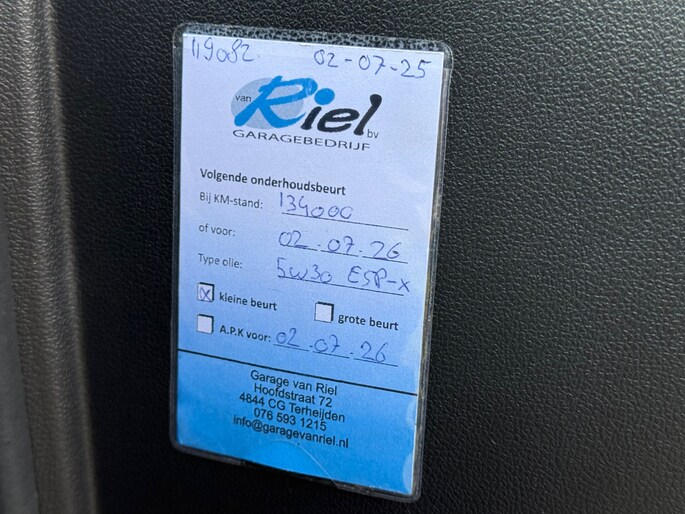 119082 02-07-25
van Riel bv
GARAGEBEDRIJF
Volgende onderhoudsbeurt
Bij KM-stand: 134000
of voor: 02.07.26
Type olie: 5w30 ESP-x
x kleine beurt grote beurt
A.P.K voor: 02.07.26
Garage van Riel
Hoofdstraat 72
4844 CG Terheijden
076 593 1215
info@garagevanriel.nl